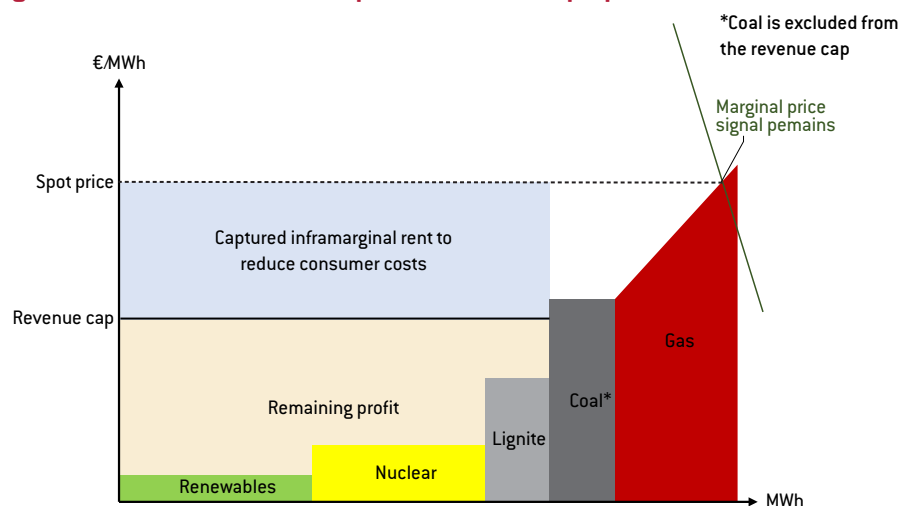 *Coal is excluded from
the revenue cap
€/MWh
Marginal price
signal pemains
Spot price
Captured inframarginal rent to
reduce consumer costs
Revenue cap
Gas
Remaining profit
Coal*
Lignite
Nuclear
Renewables
MWh